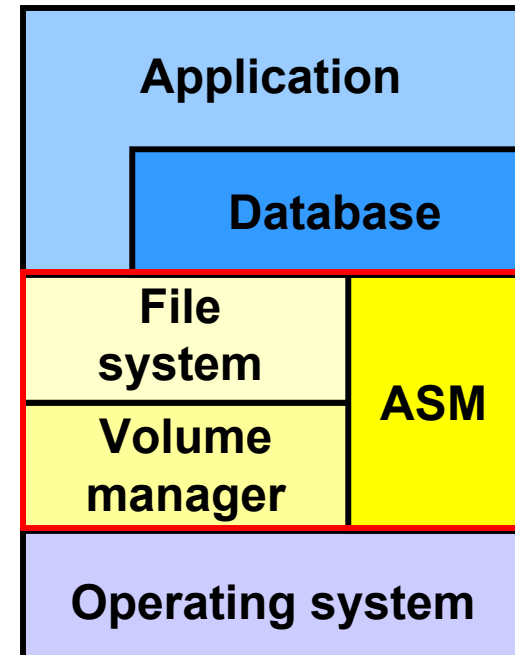 Application
Database
File
system
ASM
Volume
manager
Operating system